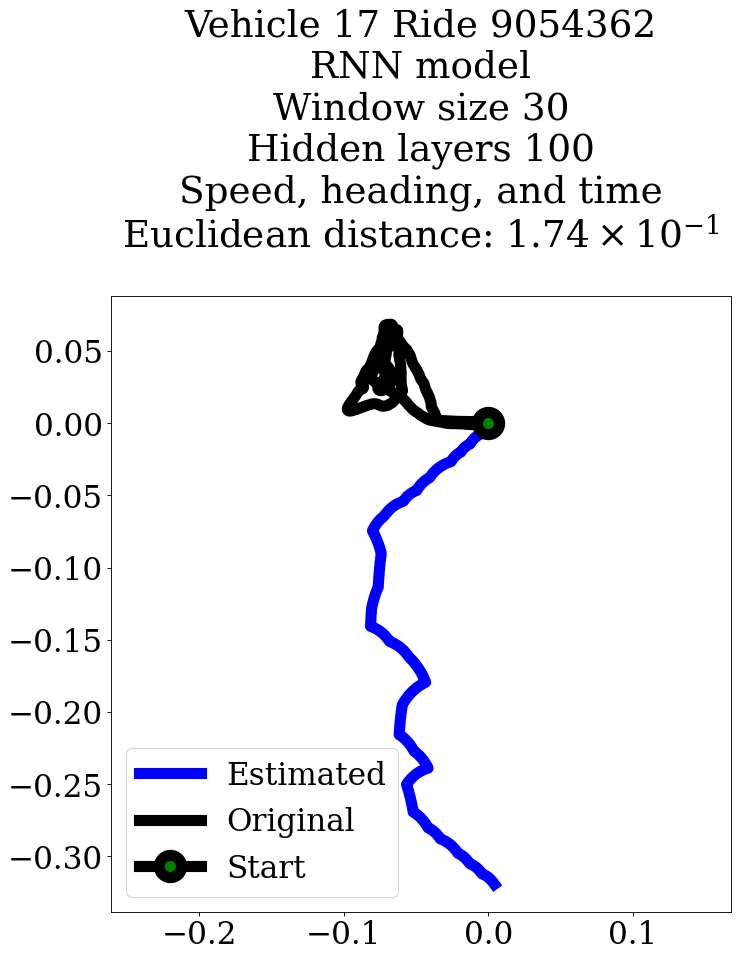 Vehicle 17 Ride 9054362
RNN model
Window size 30
Hidden layers 100
Speed, heading, and time
Euclidean distance: 1.74 × 10⁻¹
0.05
0.00
−0.05
−0.10
−0.15
−0.20
−0.25
−0.30
Estimated
Original
Start
−0.2
−0.1
0.0
0.1